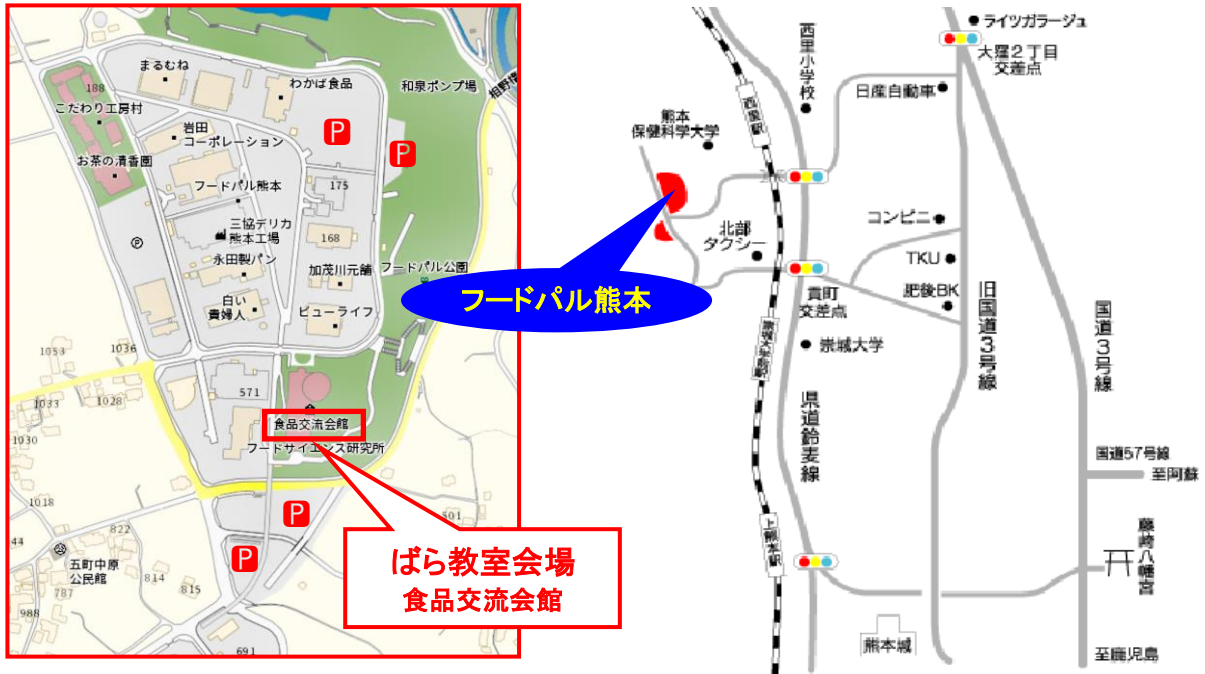 まるむね
わかば食品
和泉ポンプ場
188
こだわり工房村
P
P
岩田
コーポレーション
お茶の清香園
フードパル熊本
175
三協デリカ
熊本工場
168
P
永田製パン
加茂川元舗
フードパル公園
白い
貴婦人
ビューライフ
1053
1036
571
1033
1028
食品交流会館
1030
フードサイエンス研究所
1018
P
501
822
44
P
五町中原
公民館
814
787
815
988
691
ばら教室会場
食品交流会館
ライツガラージュ
大窪2丁目
交差点
西里小学校
日産自動車
熊本
保健科学大学
コンビニ
北部
タクシー
TKU
フードパル熊本
肥後BK
貢町
交差点
旧国道3号線
国道3号線
崇城大学
県道鈴麦線
国道57号線
至阿蘇
上熊本駅
藤崎八幡宮
熊本城
至鹿児島